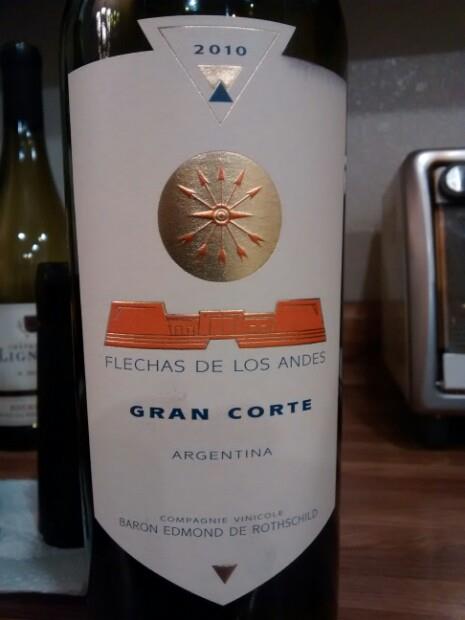 2010
FLECHAS DE LOS ANDES
GRAN CORTE
ARGENTINA
COMPAGNIE VINICOLE
BARON EDMOND DE ROTHSCHILD